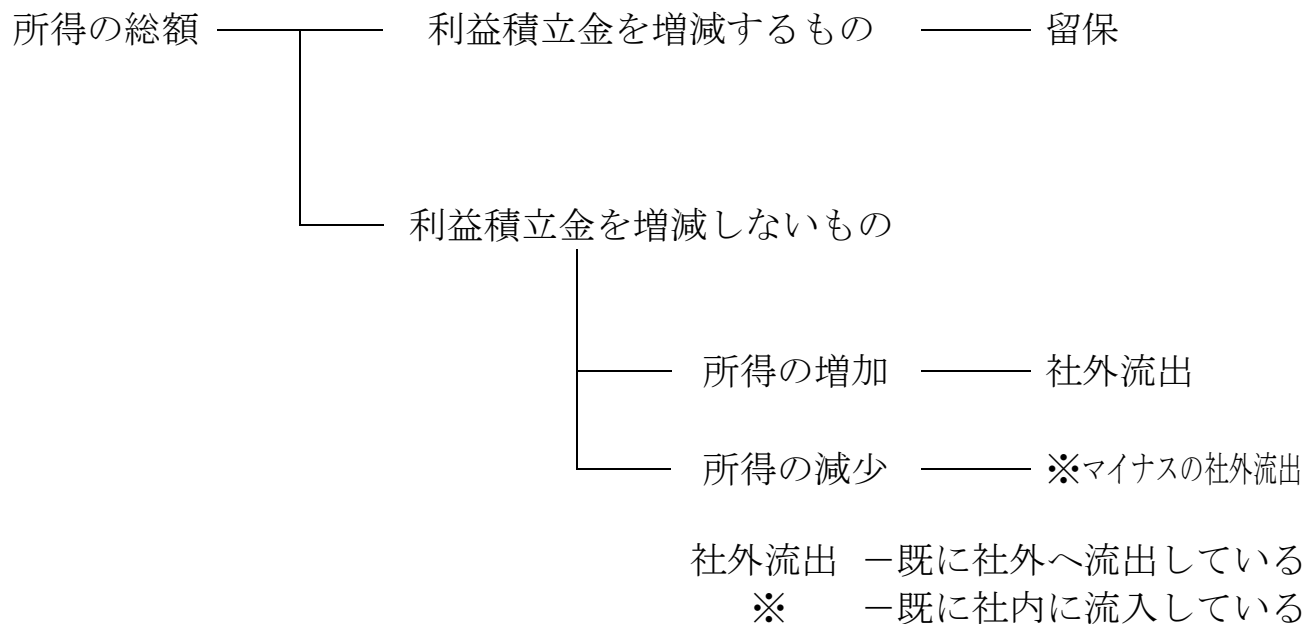 所得の総額 利益積立金を増減するもの 留保
利益積立金を増減しないもの
所得の増加 社外流出
所得の減少 ※マイナスの社外流出
社外流出 −既に社外へ流出している
※ −既に社内に流入している